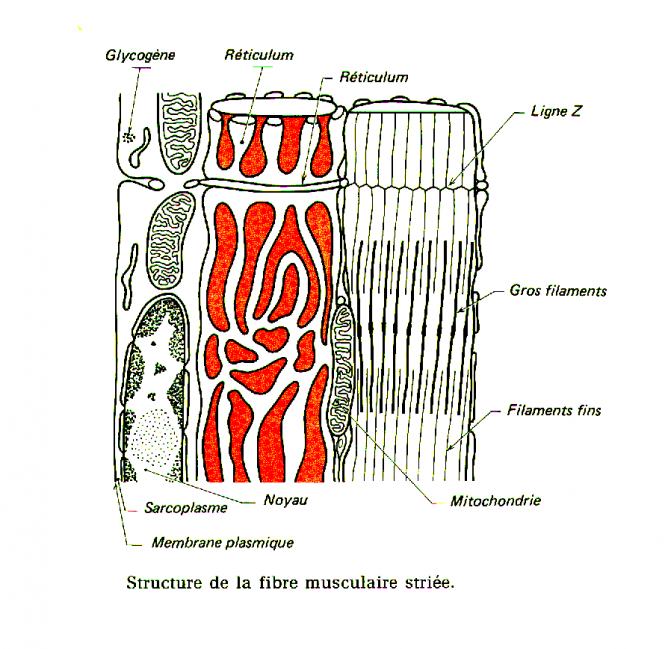 Glycogène
Réticulum
Réticulum
Ligne Z
Gros filaments
Filaments fins
Mitochondrie
Noyau
Sarcoplasme
Membrane plasmique
Structure de la fibre musculaire striée.